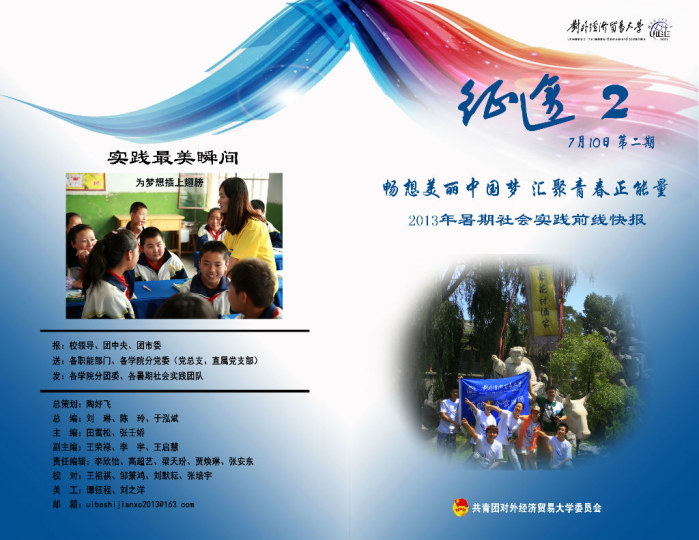 对外经济贸易大学
UIBE
征途 2
7月10日 第二期
畅想美丽中国梦 汇聚青春正能量
2013年暑期社会实践前线快报
共青团对外经济贸易大学委员会
实践最美瞬间
为梦想插上翅膀
报：校领导、团中央、团市委
送：各职能部门、各学院分党委（党总支、直属党支部）
发：各学院分团委、各暑期社会实践团队
总策划：陶好飞
总 编：刘 琳、陈 玲、于泓斌
主 编：田雪松、张壬娇
副主编：王荣禄、李 宇、王启慧
责任编辑：李欣怡、高超艺、梁天玢、贾焕琳、张安东
校 对：王祖祺、邹箫鸿、刘默耘、张培宇
美 工：谭钰程、刘之洋
邮 箱：uibeshijianxc2013@163.com